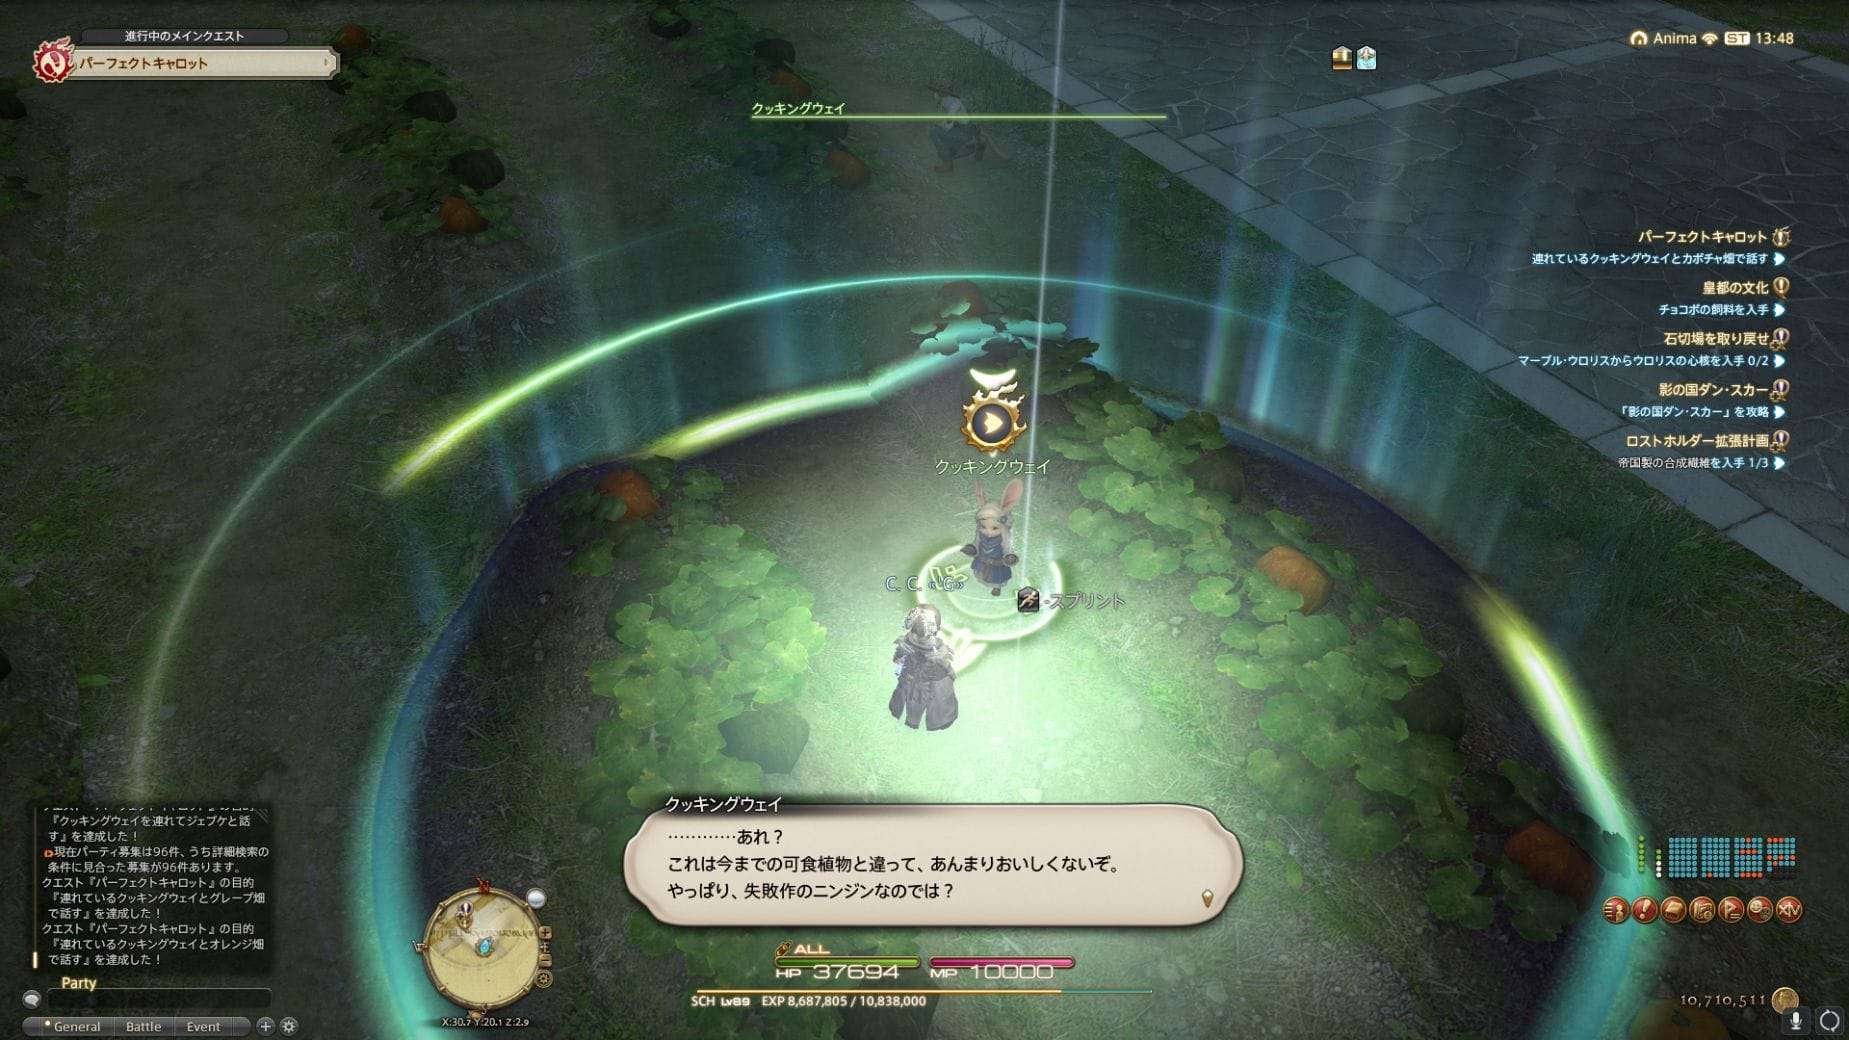 進行中のメインクエスト
パーフェクトキャロット
Anima ST 13:48
クッキングウェイ
パーフェクトキャロット
連れているクッキングウェイとカボチャ畑で話す
皇都の文化
チョコボの飼料を入手
石切場を取り戻せ
マーブル・ウロリスからウロリスの心核を入手 0/2
影の国ダン・スカー
「影の国ダン・スカー」を攻略
ロストホルダー拡張計画
帝国製の合成繊維を入手 1/3
クッキングウェイ
C. C. «G»
-スプリント
クッキングウェイ
…………あれ？
これは今までの可食植物と違って、あんまりおいしくないぞ。
やっぱり、失敗作のニンジンなのでは？
『クッキングウェイを連れてジェブケと話
す』を達成した！
現在パーティ募集は96件、うち詳細検索の
条件に見合った募集が96件あります。
クエスト『パーフェクトキャロット』の目的
『連れているクッキングウェイとグレープ畑
で話す』を達成した！
クエスト『パーフェクトキャロット』の目的
『連れているクッキングウェイとオレンジ畑
で話す』を達成した！
Party
General Battle Event
N
X:30.7 Y:20.1 Z:2.9
ALL
HP 37694 MP 10000
SCH Lv89 EXP 8,687,805 / 10,838,000
XIV
10,710,511